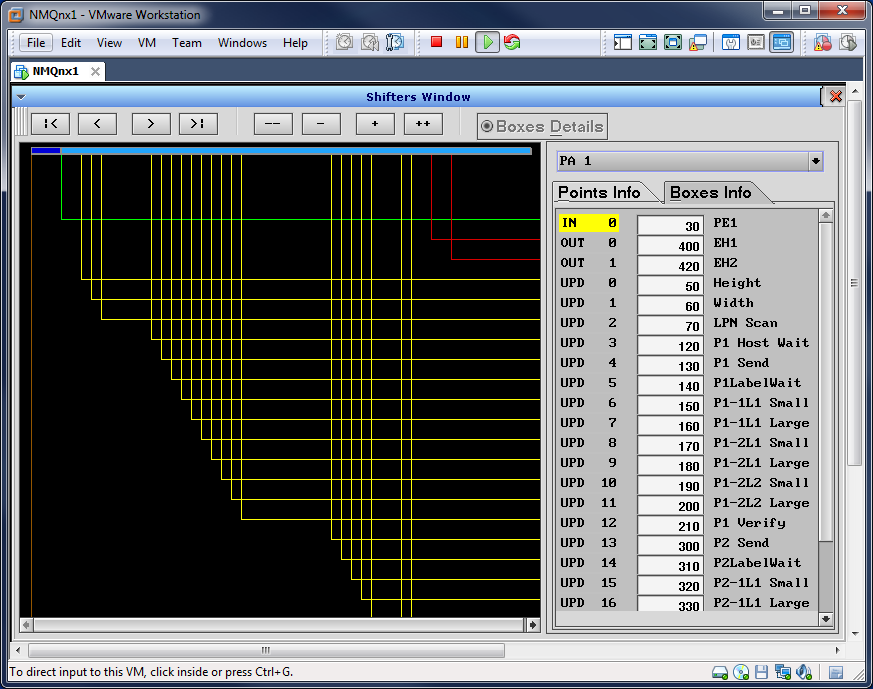 NMQnx1 - VMware Workstation
File Edit View VM Team Windows Help
NMQnx1
Shifters Window
|< < > >| -- - + ++ Boxes Details
PA 1
Points Info Boxes Info
IN 0 30 PE1
OUT 0 400 EH1
OUT 1 420 EH2
UPD 0 50 Height
UPD 1 60 Width
UPD 2 70 LPN Scan
UPD 3 120 P1 Host Wait
UPD 4 130 P1 Send
UPD 5 140 P1LabelWait
UPD 6 150 P1-1L1 Small
UPD 7 160 P1-1L1 Large
UPD 8 170 P1-2L1 Small
UPD 9 180 P1-2L1 Large
UPD 10 190 P1-2L2 Small
UPD 11 200 P1-2L2 Large
UPD 12 210 P1 Verify
UPD 13 300 P2 Send
UPD 14 310 P2LabelWait
UPD 15 320 P2-1L1 Small
UPD 16 330 P2-1L1 Large
To direct input to this VM, click inside or press Ctrl+G.